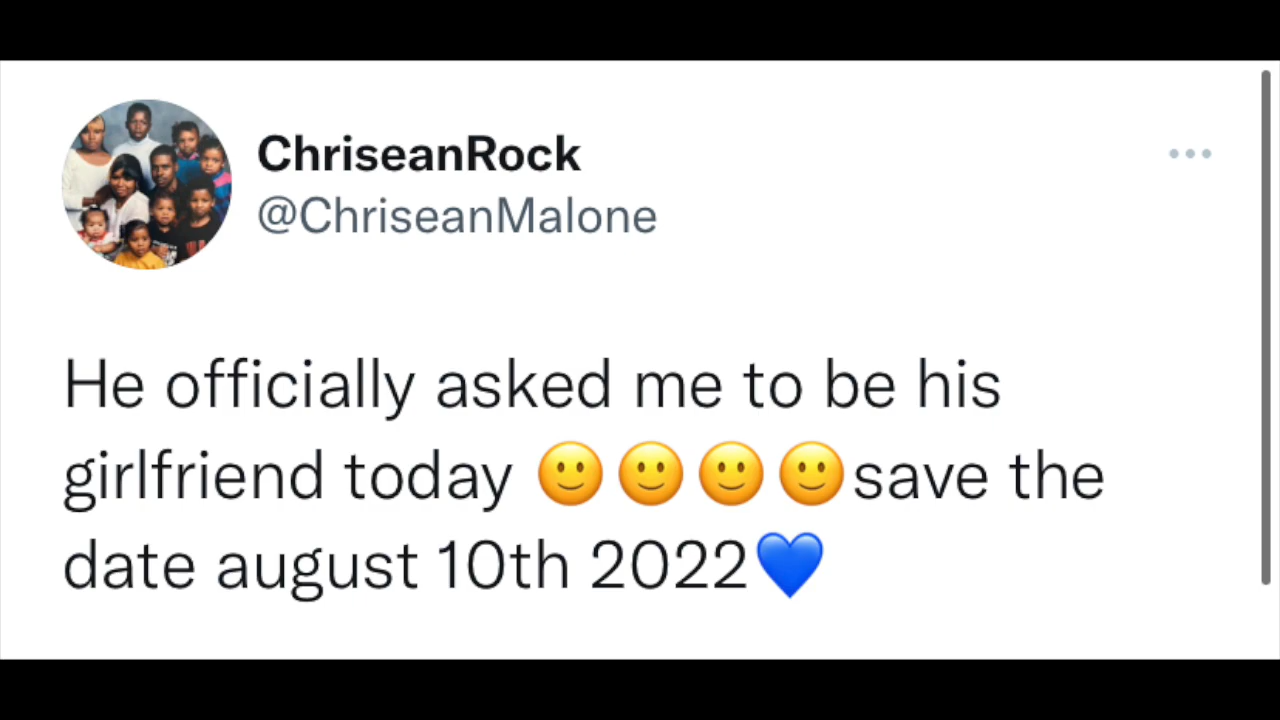 ChriseanRock
@ChriseanMalone
He officially asked me to be his
girlfriend today 🙂🙂🙂🙂save the
date august 10th 2022💙